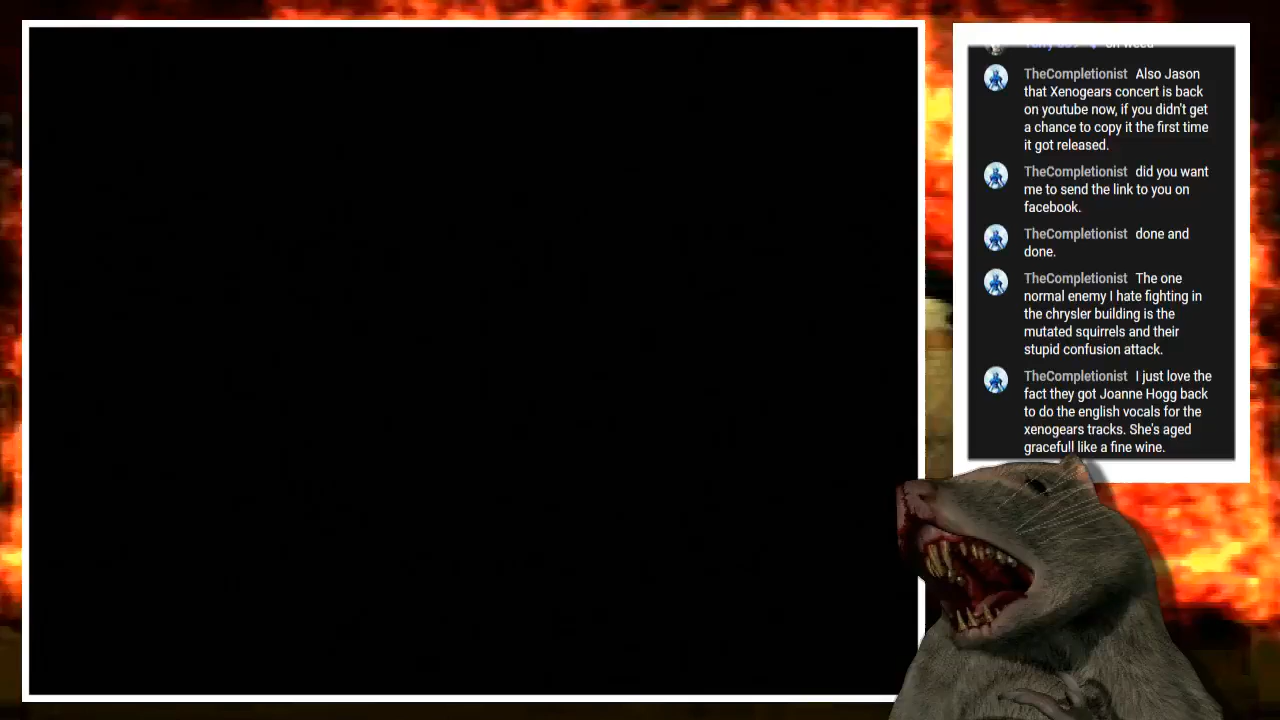 TheCompletionist Also Jason
that Xenogears concert is back
on youtube now, if you didn't get
a chance to copy it the first time
it got released.
TheCompletionist did you want
me to send the link to you on
facebook.
TheCompletionist done and
done.
TheCompletionist The one
normal enemy I hate fighting in
the chrysler building is the
mutated squirrels and their
stupid confusion attack.
TheCompletionist I just love the
fact they got Joanne Hogg back
to do the english vocals for the
xenogears tracks. She's aged
gracefull like a fine wine.